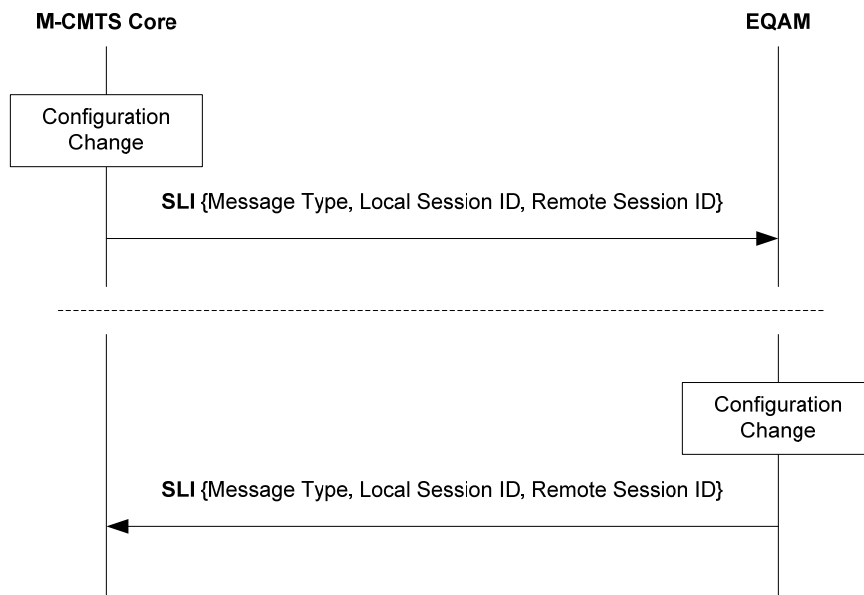 M-CMTS Core
EQAM
Configuration
Change
SLI {Message Type, Local Session ID, Remote Session ID}
Configuration
Change
SLI {Message Type, Local Session ID, Remote Session ID}